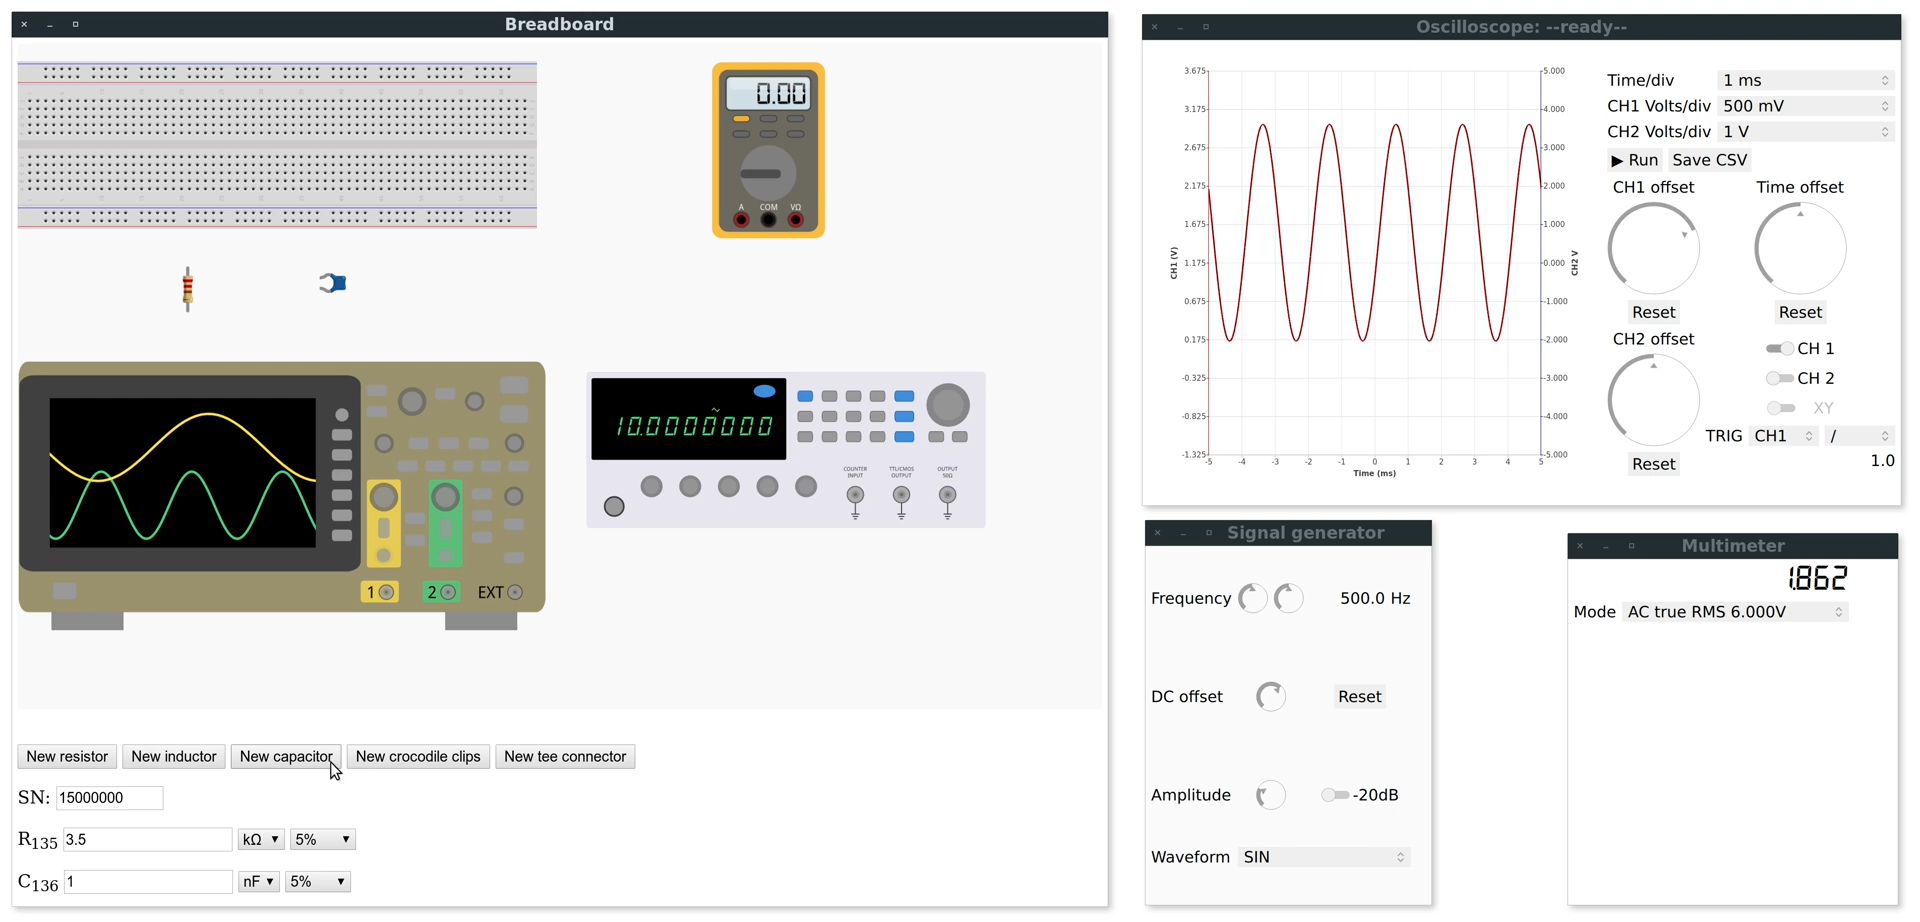 Breadboard
0.00
A COM VΩ
10.0000000
~
COUNTER INPUT
TTL/CMOS OUTPUT
OUTPUT 50Ω
1 2 EXT
New resistor New inductor New capacitor New crocodile clips New tee connector
SN: 15000000
R135 3.5 kΩ 5%
C136 1 nF 5%
Oscilloscope: --ready--
3.675 5.000
3.175 4.000
2.675 3.000
2.175 2.000
1.675 1.000
1.175 0.000
0.675 -1.000
0.175 -2.000
-0.325 -3.000
-0.825 -4.000
-1.325 -5.000
CH1 (V)
CH2 V
-5 -4 -3 -2 -1 0 1 2 3 4 5
Time (ms)
Time/div 1 ms
CH1 Volts/div 500 mV
CH2 Volts/div 1 V
▶ Run Save CSV
CH1 offset Time offset
Reset Reset
CH2 offset
CH 1
CH 2
XY
TRIG CH1 /
Reset 1.0
Signal generator
Frequency 500.0 Hz
DC offset Reset
Amplitude -20dB
Waveform SIN
Multimeter
1.862
Mode AC true RMS 6.000V